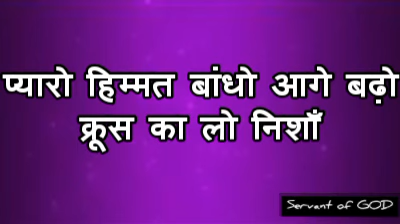 प्यारो हिम्मत बांधो आगे बढ़ो
क्रूस का लो निशाँ
Servant of GOD